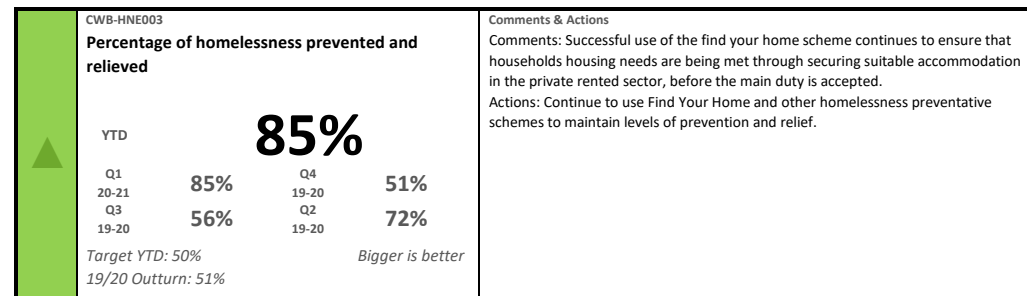 CWB-HNE003
Percentage of homelessness prevented and
relieved
YTD
85%
Q1
20-21
85%
Q4
19-20
51%
Q3
19-20
56%
Q2
19-20
72%
Target YTD: 50%
Bigger is better
19/20 Outturn: 51%
Comments & Actions
Comments: Successful use of the find your home scheme continues to ensure that
households housing needs are being met through securing suitable accommodation
in the private rented sector, before the main duty is accepted.
Actions: Continue to use Find Your Home and other homelessness preventative
schemes to maintain levels of prevention and relief.